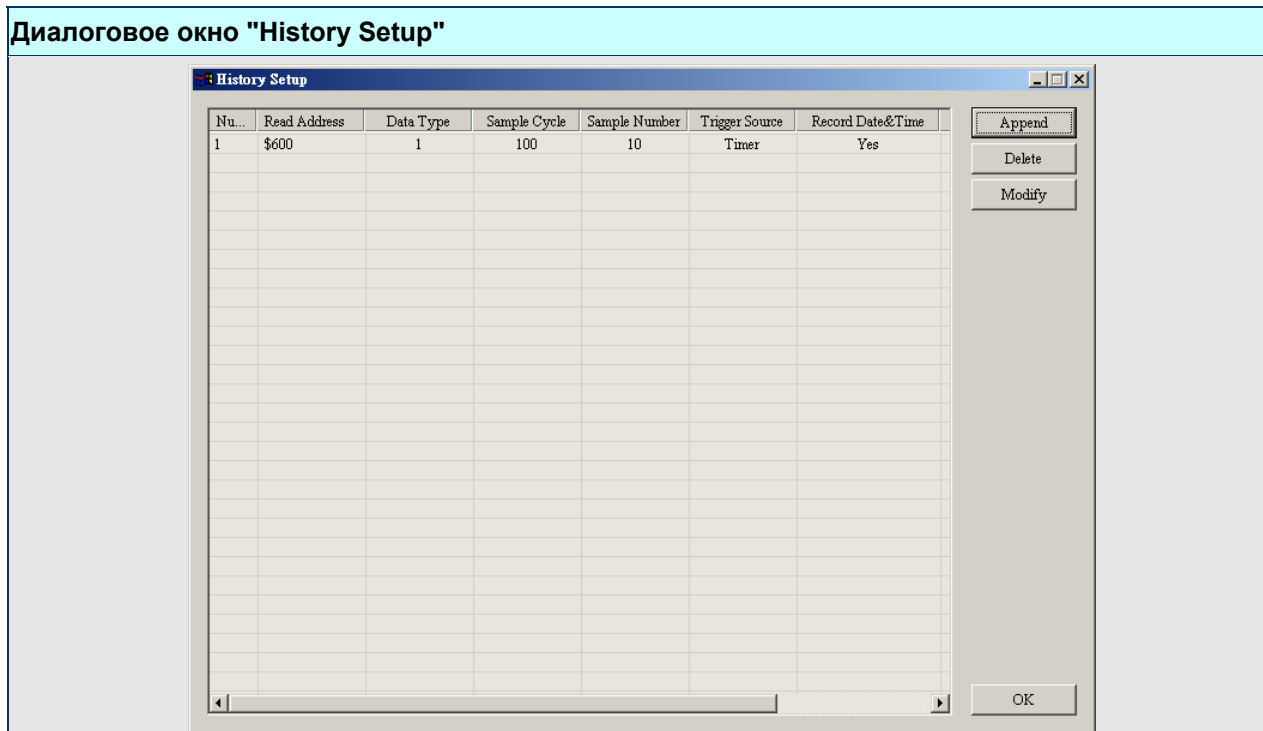 Диалоговое окно "History Setup"
History Setup
Nu... Read Address Data Type Sample Cycle Sample Number Trigger Source Record Date&Time
1 $600 1 100 10 Timer Yes
Append
Delete
Modify
OK